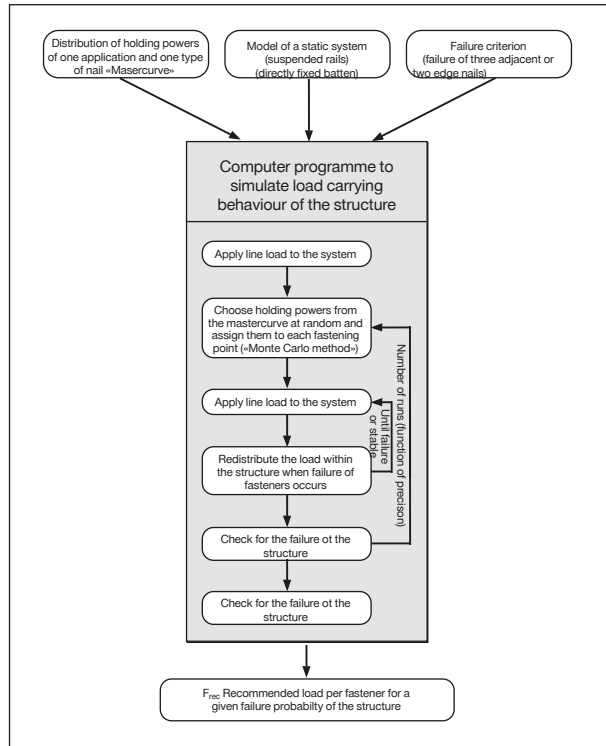 Distribution of holding powers
of one application and one type
of nail «Masercurve»
Model of a static system
(suspended rails)
(directly fixed batten)
Failure criterion
(failure of three adjacent or
two edge nails)
Computer programme to
simulate load carrying
behaviour of the structure
Apply line load to the system
Choose holding powers from
the mastercurve at random and
assign them to each fastening
point («Monte Carlo method»)
Apply line load to the system
Until failure
or stable
Number of runs (function of precison)
Redistribute the load within
the structure when failure of
fasteners occurs
Check for the failure ot the
structure
Check for the failure ot the
structure
Frec Recommended load per fastener for a
given failure probabilty of the structure